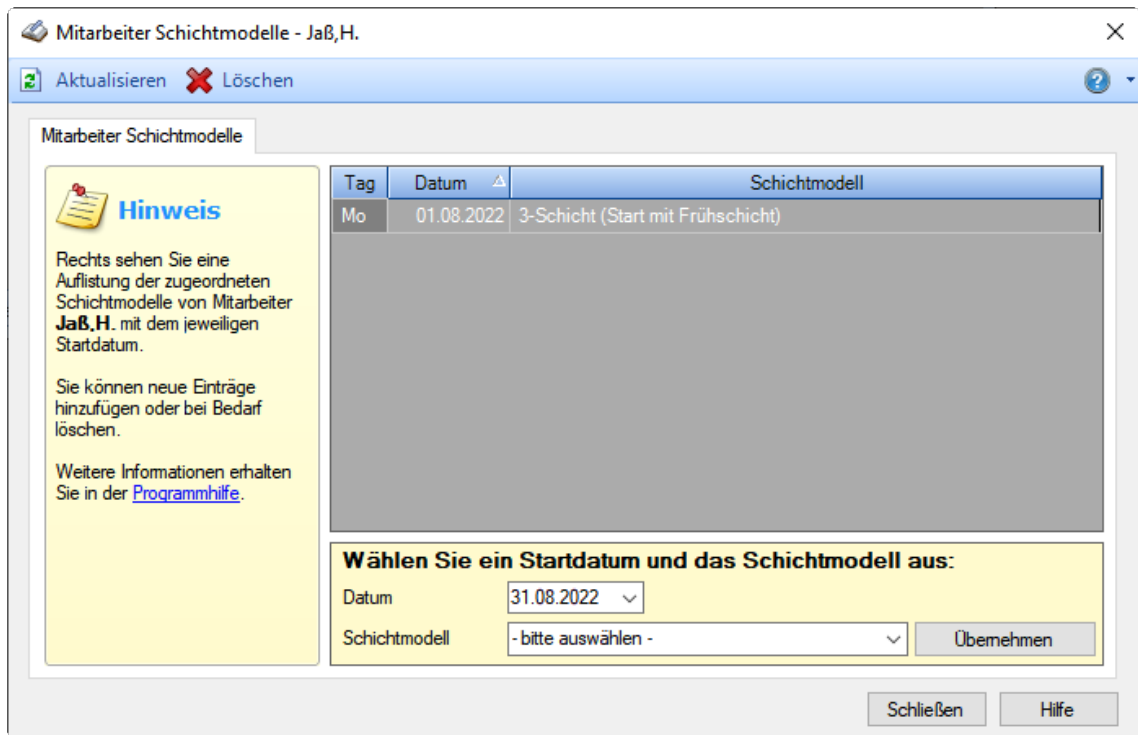 Mitarbeiter Schichtmodelle - Jaß,H.
Aktualisieren Löschen
Mitarbeiter Schichtmodelle
Hinweis
Rechts sehen Sie eine
Auflistung der zugeordneten
Schichtmodelle von Mitarbeiter
Jaß,H. mit dem jeweiligen
Startdatum.
Sie können neue Einträge
hinzufügen oder bei Bedarf
löschen.
Weitere Informationen erhalten
Sie in der Programmhilfe.
Tag Datum Schichtmodell
Mo 01.08.2022 3-Schicht (Start mit Frühschicht)
Wählen Sie ein Startdatum und das Schichtmodell aus:
Datum 31.08.2022
Schichtmodell - bitte auswählen - Übernehmen
Schließen Hilfe